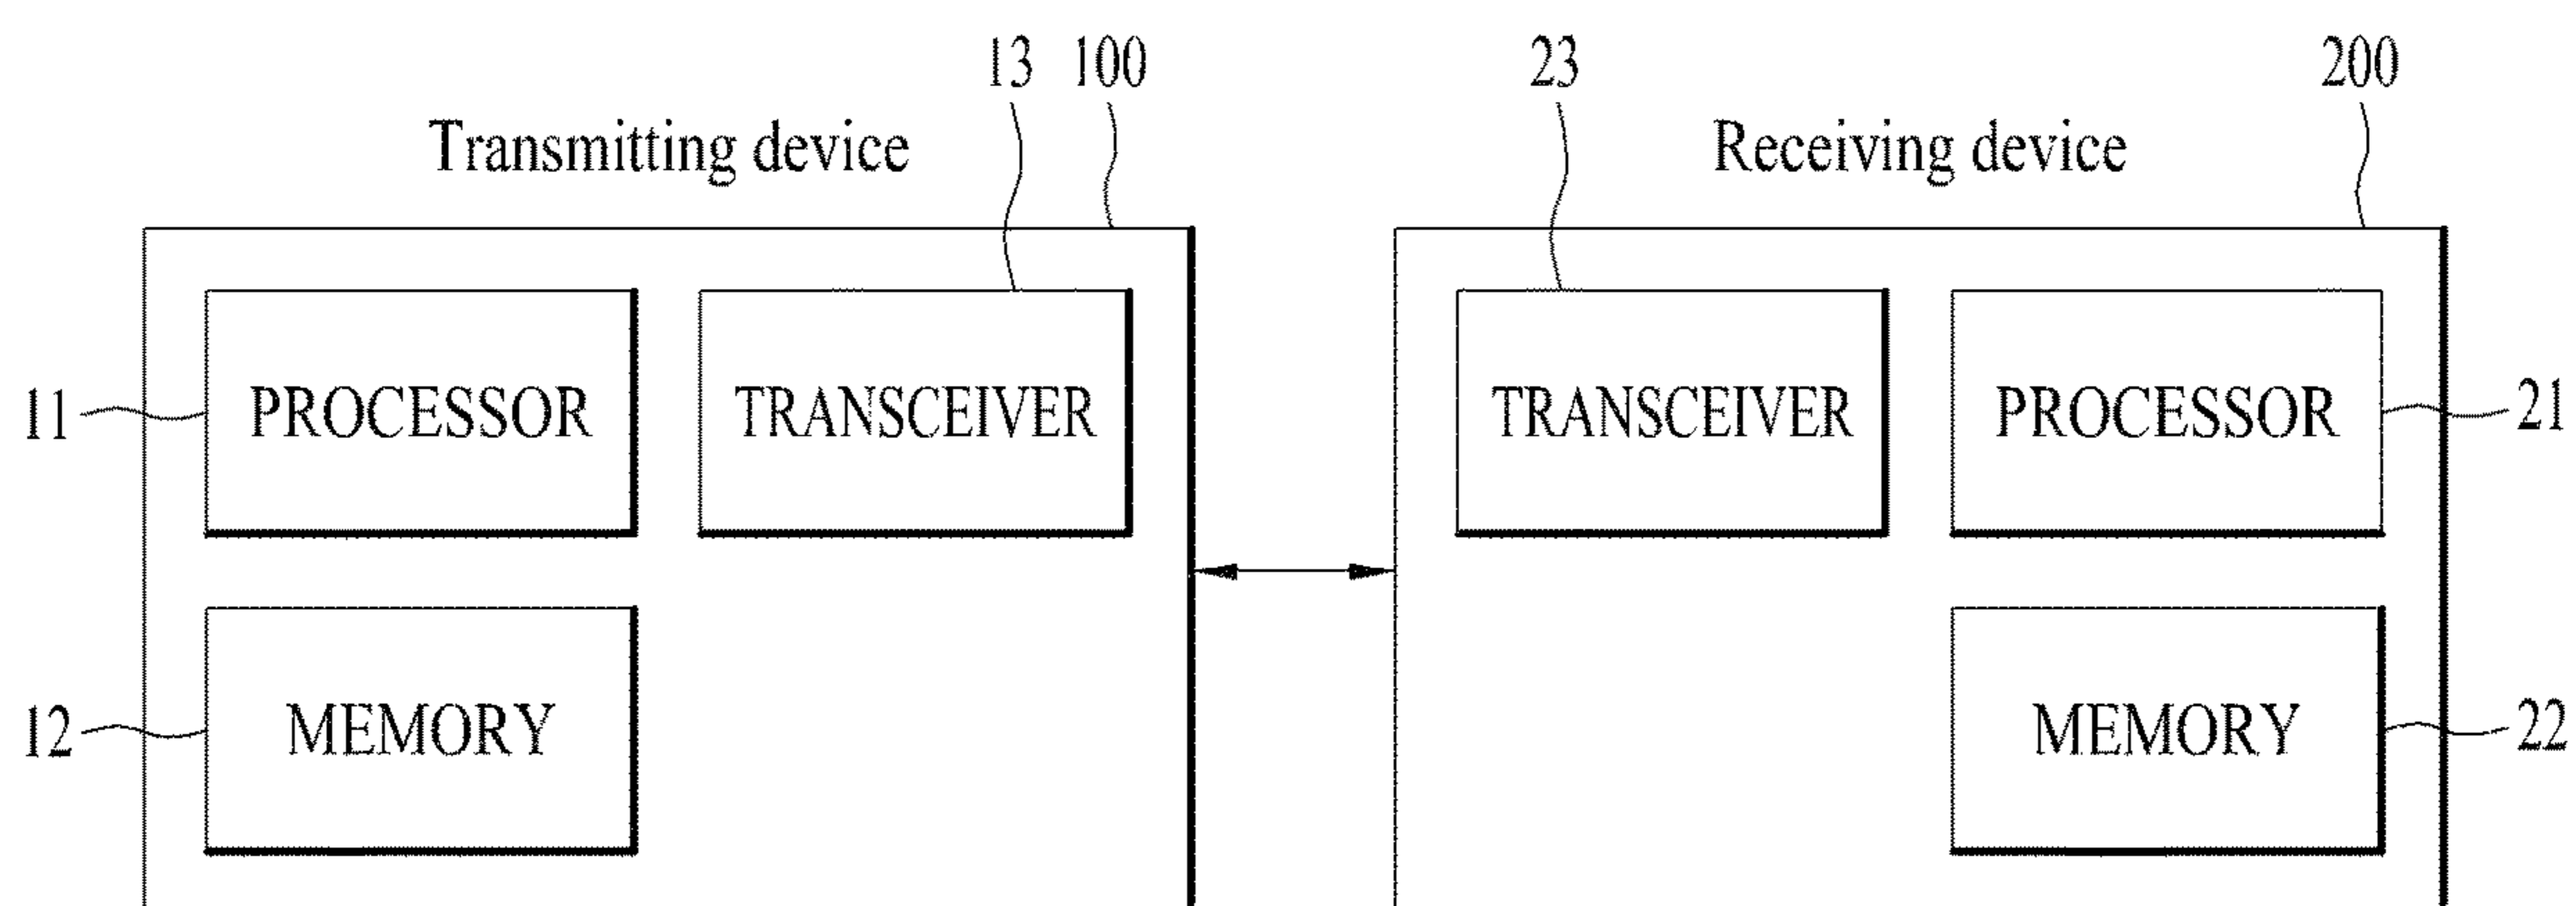 13 100 23 200
Transmitting device Receiving device
11 PROCESSOR TRANSCEIVER TRANSCEIVER PROCESSOR 21
12 MEMORY MEMORY 22